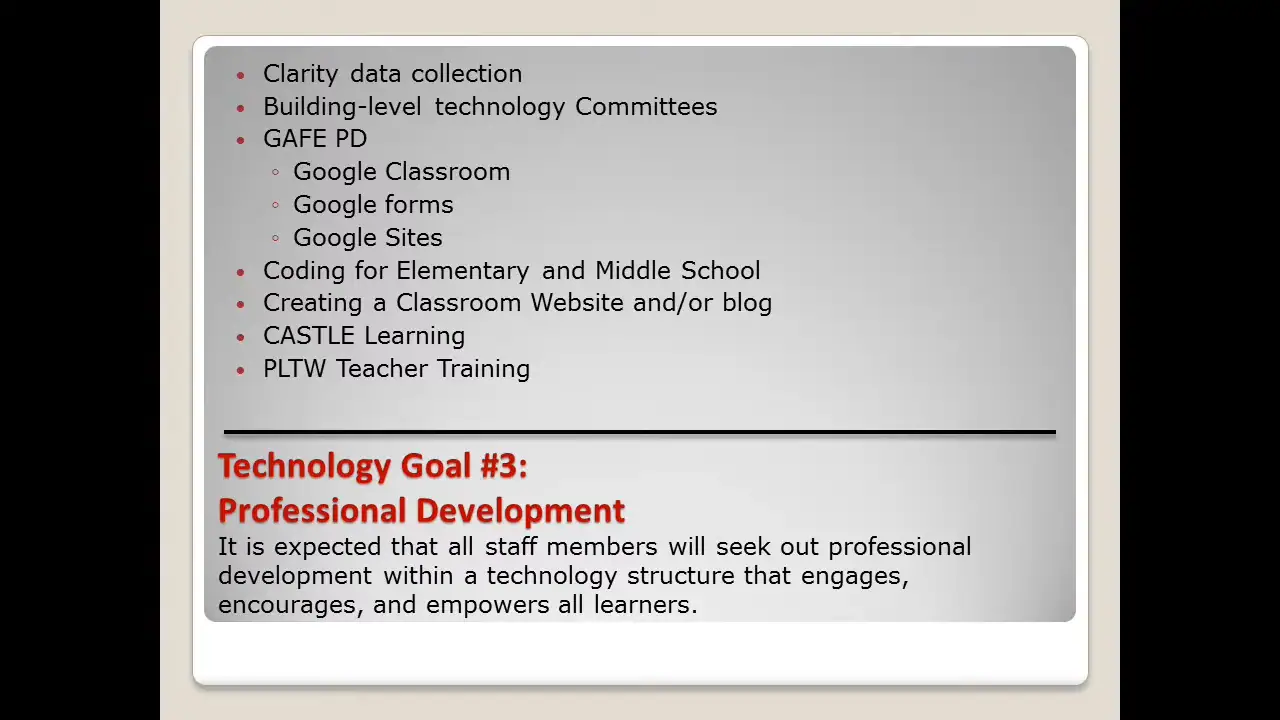 • Clarity data collection
• Building-level technology Committees
• GAFE PD
◦ Google Classroom
◦ Google forms
◦ Google Sites
• Coding for Elementary and Middle School
• Creating a Classroom Website and/or blog
• CASTLE Learning
• PLTW Teacher Training
Technology Goal #3:
Professional Development
It is expected that all staff members will seek out professional
development within a technology structure that engages,
encourages, and empowers all learners.